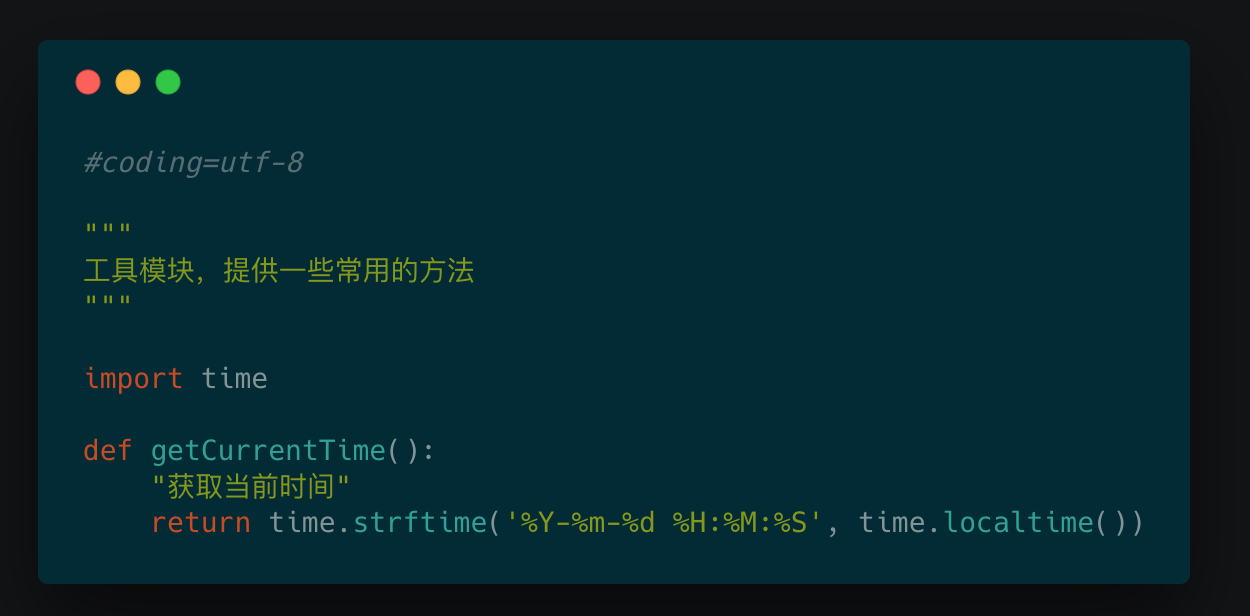 #coding=utf-8
"""
工具模块，提供一些常用的方法
"""
import time
def getCurrentTime():
    "获取当前时间"
    return time.strftime('%Y-%m-%d %H:%M:%S', time.localtime())